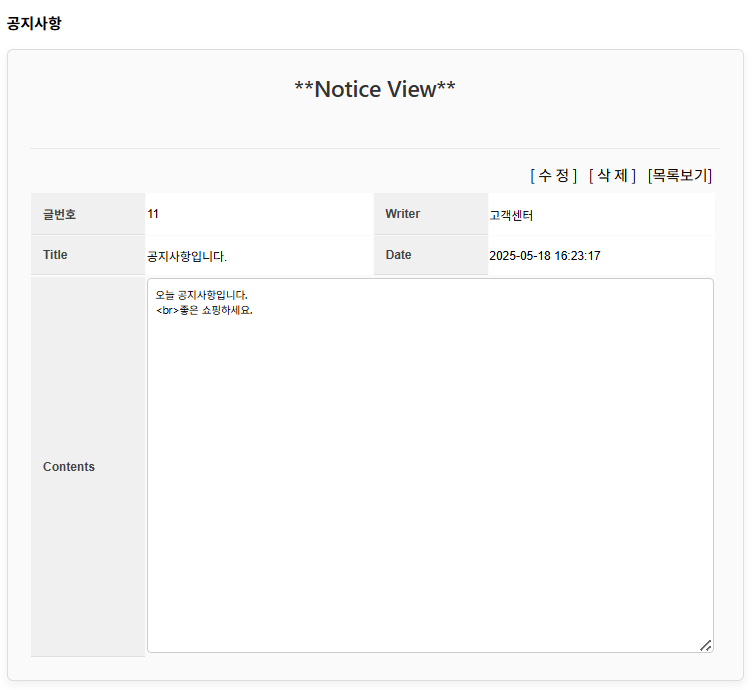 공지사항
**Notice View**
[ 수 정 ] [ 삭 제 ] [목록보기]
글번호 11 Writer 고객센터
Title 공지사항입니다. Date 2025-05-18 16:23:17
Contents
오늘 공지사항입니다.
<br>좋은 쇼핑하세요.